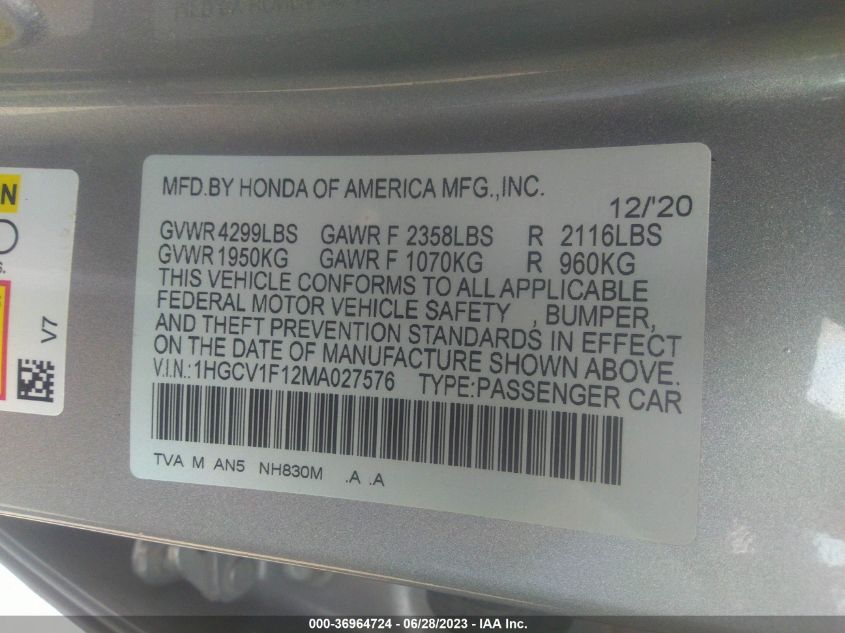 MFD.BY HONDA OF AMERICA MFG.,INC.
12/'20
GVWR 4299LBS GAWR F 2358LBS R 2116LBS
GVWR 1950KG GAWR F 1070KG R 960KG
THIS VEHICLE CONFORMS TO ALL APPLICABLE
FEDERAL MOTOR VEHICLE SAFETY , BUMPER,
AND THEFT PREVENTION STANDARDS IN EFFECT
ON THE DATE OF MANUFACTURE SHOWN ABOVE.
V.I.N.:1HGCV1F12MA027576 TYPE:PASSENGER CAR
TVA M AN5 NH830M .A .A
V7
000-36964724 - 06/28/2023 - IAA Inc.